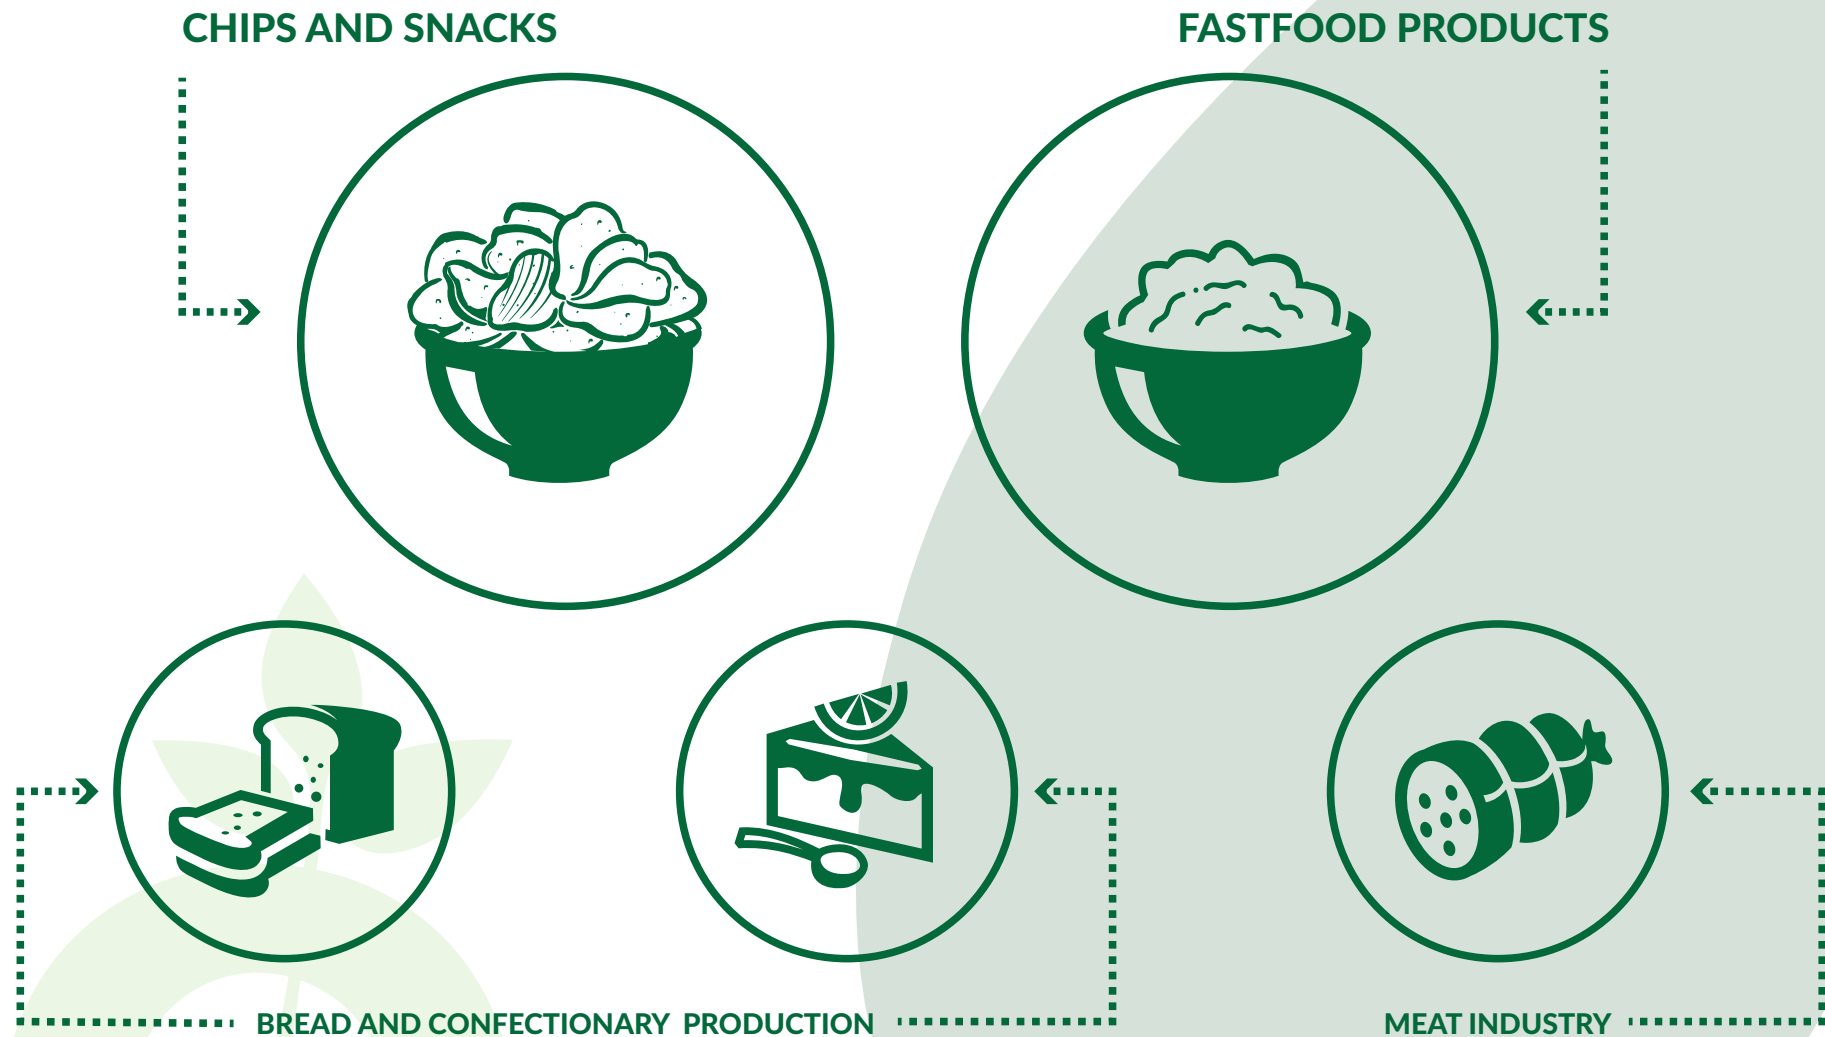 CHIPS AND SNACKS
FASTFOOD PRODUCTS
BREAD AND CONFECTIONARY PRODUCTION
MEAT INDUSTRY